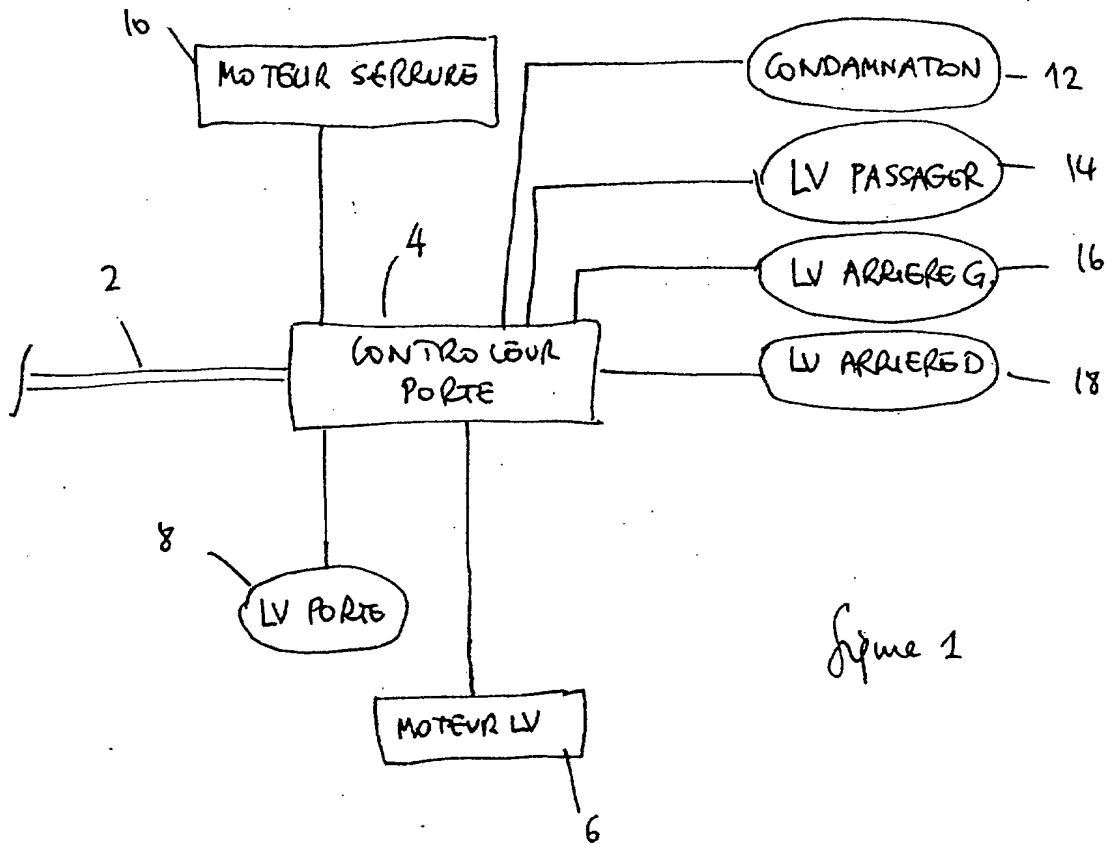 10
MOTEUR SERRURE
CONDAMNATION
12
LV PASSAGER
14
4
LV ARRIERE G.
16
2
CONTROLEUR
PORTE
LV ARRIERE D
18
8
LV PORTE
figure 1
MOTEUR LV
6